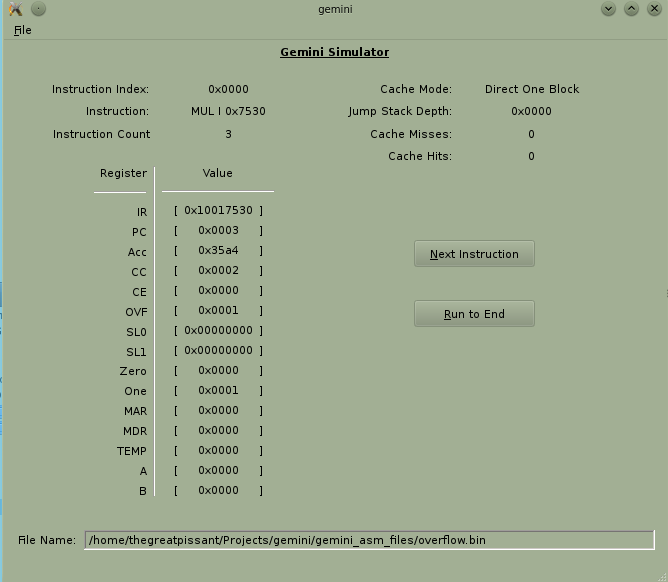 gemini
File
Gemini Simulator
Instruction Index: 0x0000 Cache Mode: Direct One Block
Instruction: MUL I 0x7530 Jump Stack Depth: 0x0000
Instruction Count 3 Cache Misses: 0
Cache Hits: 0
Register Value
IR [ 0x10017530 ]
PC [ 0x0003 ]
Acc [ 0x35a4 ]
CC [ 0x0002 ]
CE [ 0x0000 ]
OVF [ 0x0001 ]
SL0 [ 0x00000000 ]
SL1 [ 0x00000000 ]
Zero [ 0x0000 ]
One [ 0x0001 ]
MAR [ 0x0000 ]
MDR [ 0x0000 ]
TEMP [ 0x0000 ]
A [ 0x0000 ]
B [ 0x0000 ]
Next Instruction
Run to End
File Name: /home/thegreatpissant/Projects/gemini/gemini_asm_files/overflow.bin